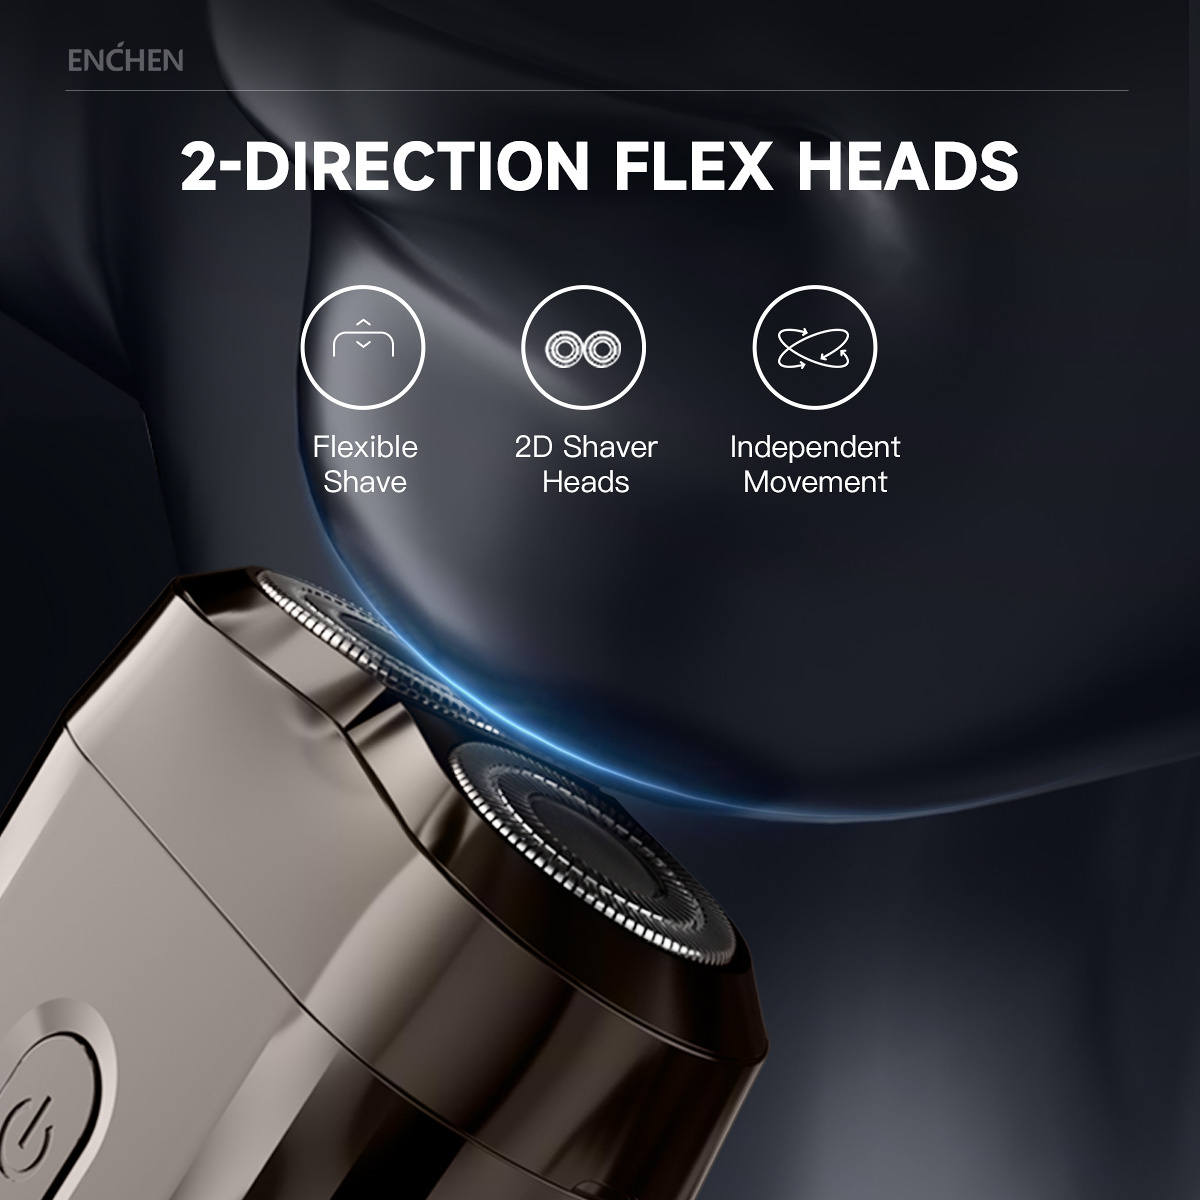 ENCHEN
2-DIRECTION FLEX HEADS
Flexible
Shave
2D Shaver
Heads
Independent
Movement